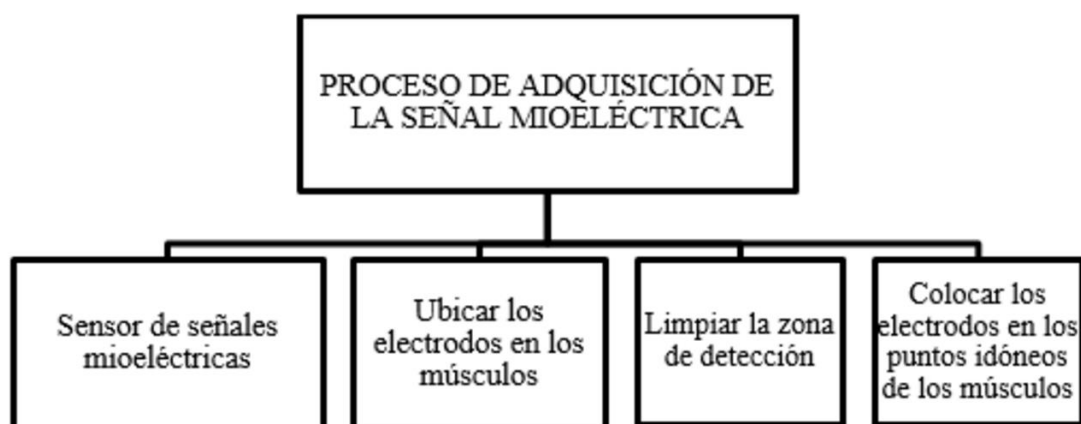 PROCESO DE ADQUISICIÓN DE
LA SEÑAL MIOELÉCTRICA
Sensor de señales
mioeléctricas
Ubicar los
electrodos en los
músculos
Limpiar la zona
de detección
Colocar los
electrodos en los
puntos idóneos
de los músculos